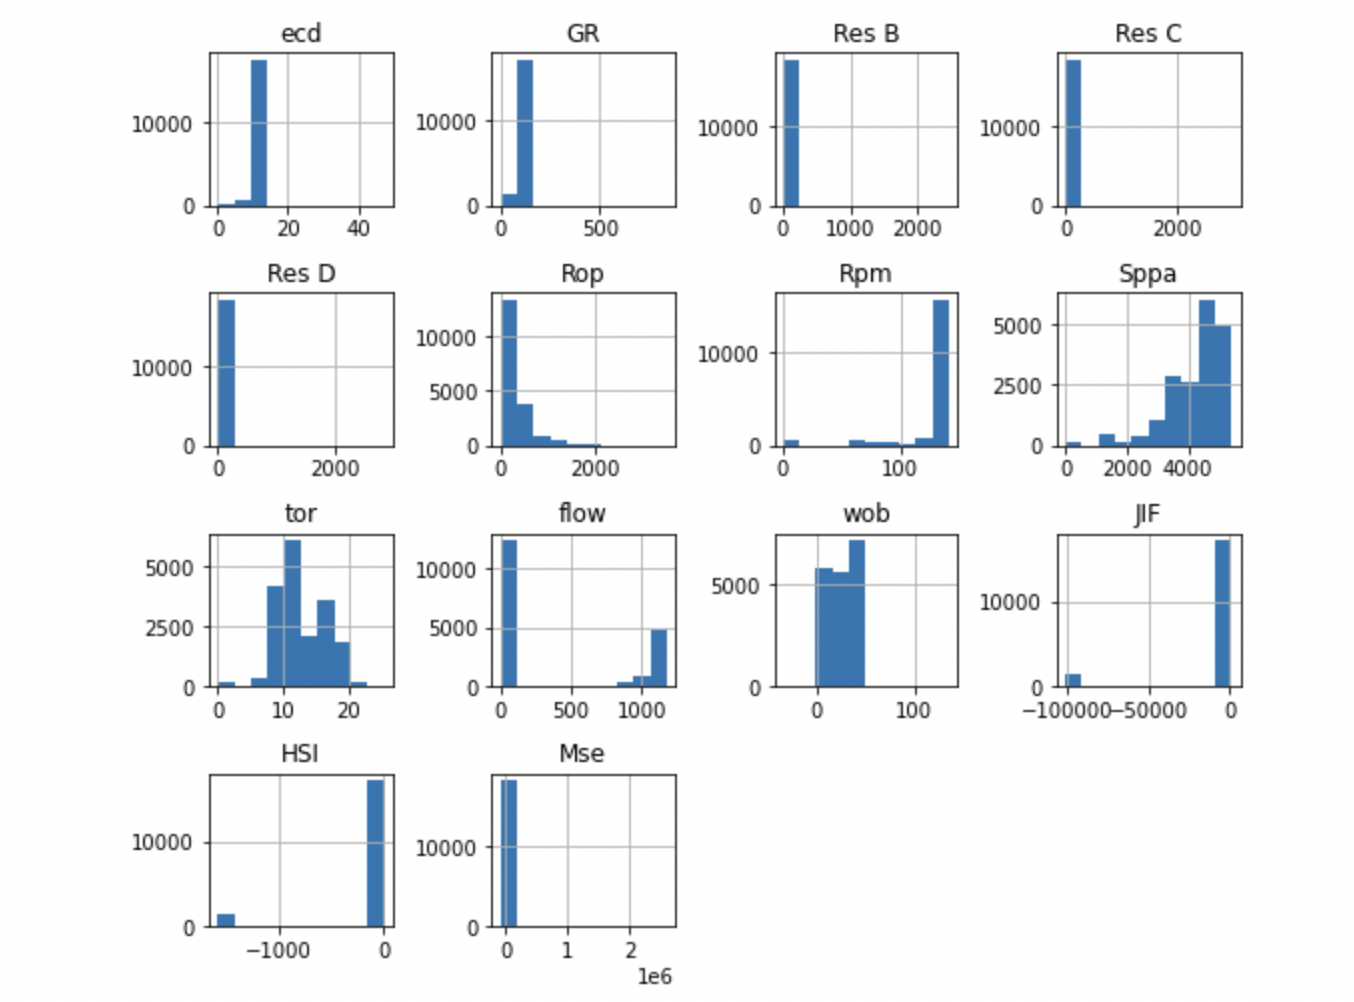 ecd GR Res B Res C
10000 10000 10000 10000
0 0 0 0
0 20 40 0 500 0 1000 2000 0 2000
Res D Rop Rpm Sppa
10000 10000 10000 5000
5000 2500
0 0 0 0
0 2000 0 2000 0 100 0 2000 4000
tor flow wob JIF
5000 10000 5000 10000
2500 5000
0 0 0 0
0 10 20 0 500 1000 0 100 −100000−50000 0
HSI Mse
10000 10000
0 0
−1000 0 0 1 2
1e6